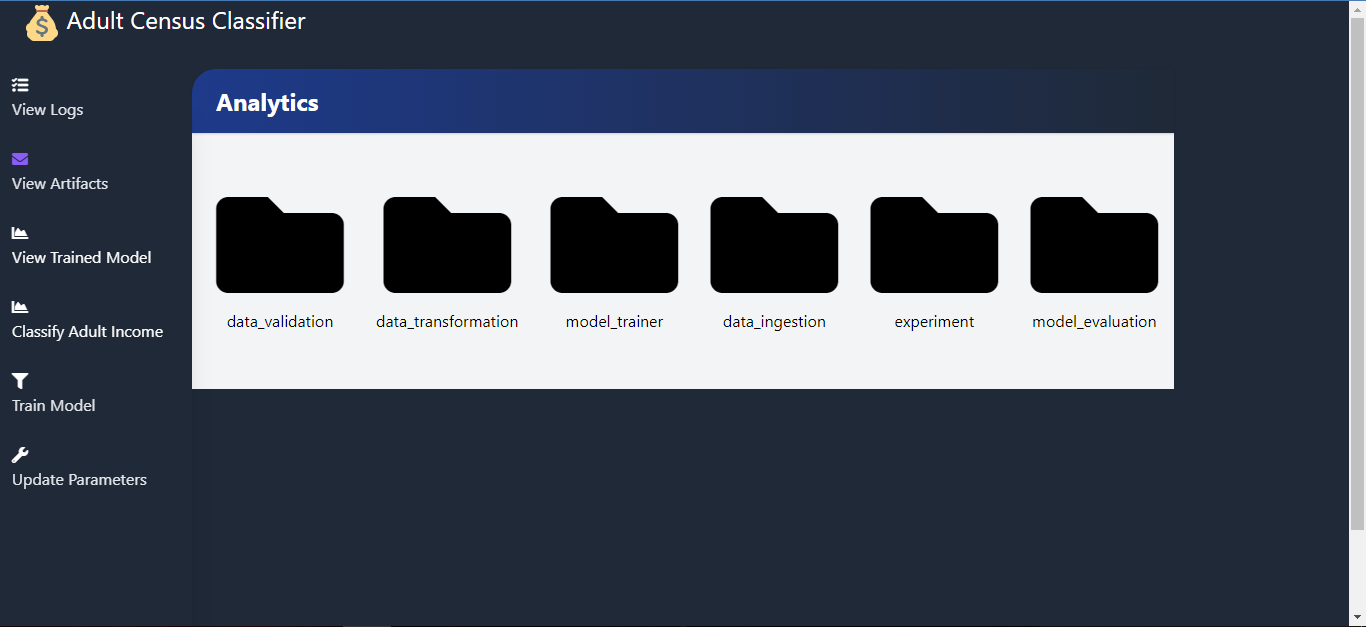 Adult Census Classifier
View Logs
View Artifacts
View Trained Model
Classify Adult Income
Train Model
Update Parameters
Analytics
data_validation
data_transformation
model_trainer
data_ingestion
experiment
model_evaluation